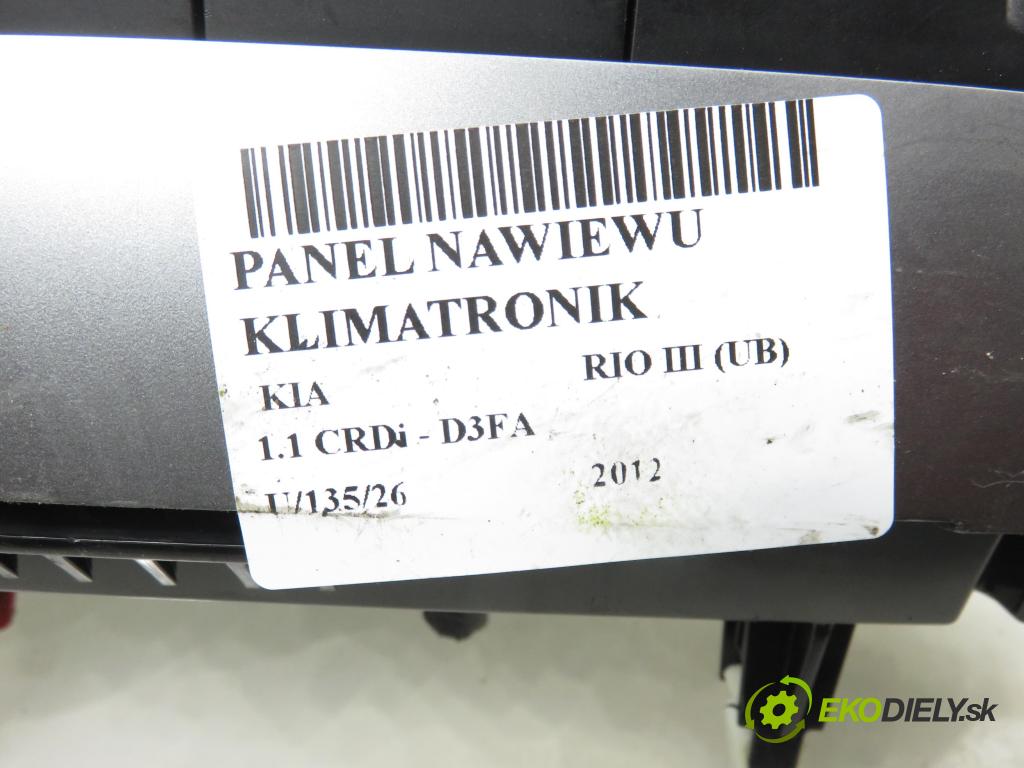 PANEL NAWIEWU
KLIMATRONIK
KIA RIO III (UB)
1.1 CRDi - D3FA
U/135/26 2012
EKODIELY.sk